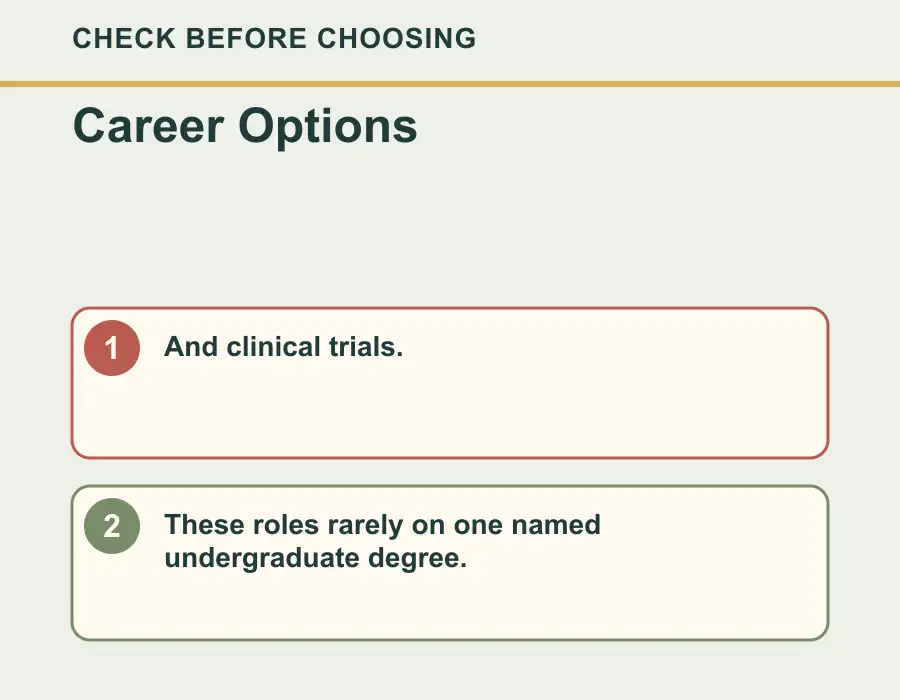 CHECK BEFORE CHOOSING
Career Options
1
And clinical trials.
2
These roles rarely on one named
undergraduate degree.